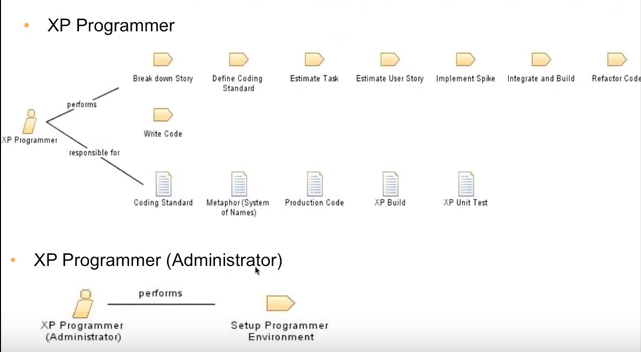 XP Programmer
Break down Story
Define Coding
Standard
Estimate Task
Estimate User Story
Implement Spike
Integrate and Build
Refactor Code
performs
XP Programmer
Write Code
responsible for
Coding Standard
Metaphor (System
of Names)
Production Code
XP Build
XP Unit Test
XP Programmer (Administrator)
performs
XP Programmer
(Administrator)
Setup Programmer
Environment